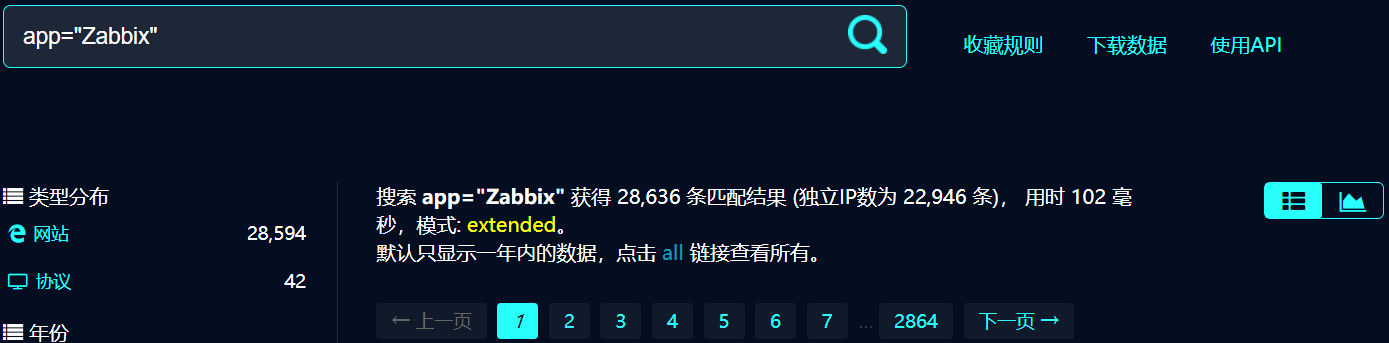 app="Zabbix"
收藏规则 下载数据 使用API
类型分布
网站 28,594
协议 42
年份
搜索 app="Zabbix" 获得 28,636 条匹配结果 (独立IP数为 22,946 条)， 用时 102 毫
秒，模式: extended。
默认只显示一年内的数据，点击 all 链接查看所有。
← 上一页 1 2 3 4 5 6 7 ... 2864 下一页 →